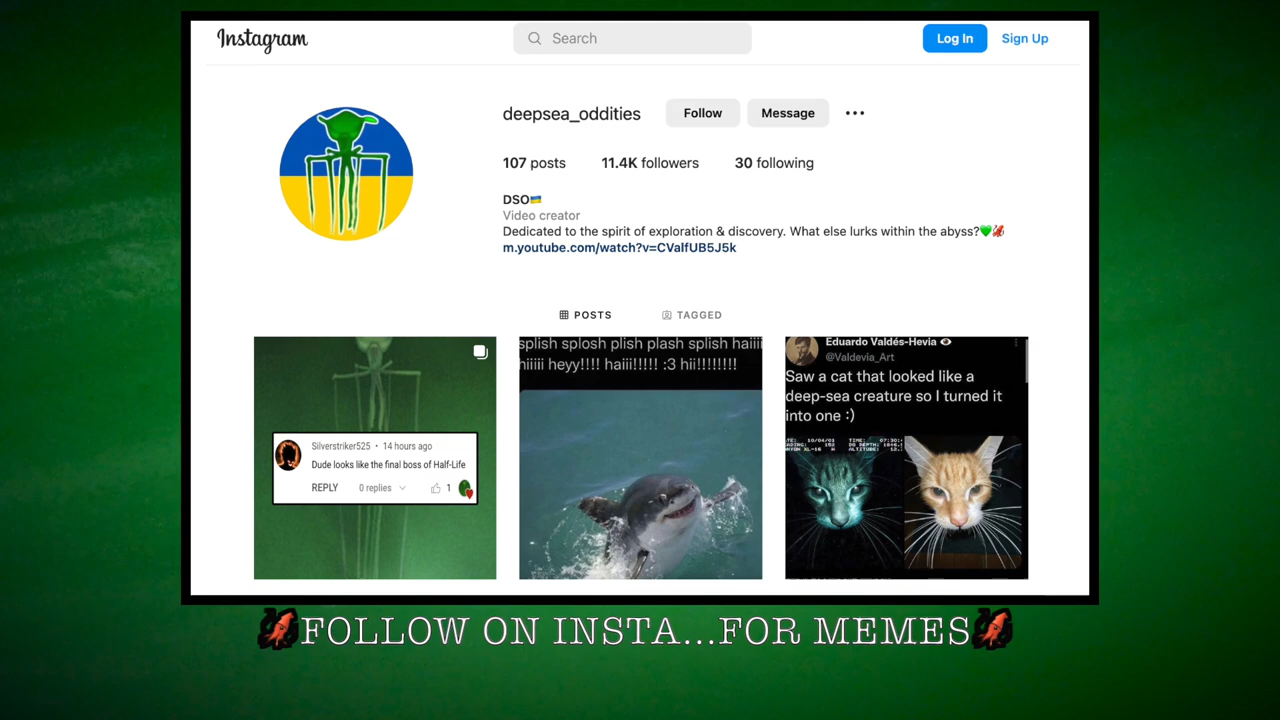 Instagram
Search
Log In
Sign Up
deepsea_oddities
Follow
Message
107 posts
11.4K followers
30 following
DSO🇺🇦
Video creator
Dedicated to the spirit of exploration & discovery. What else lurks within the abyss?💚🦑
m.youtube.com/watch?v=CValfUB5J5k
POSTS
TAGGED
Silverstriker525 • 14 hours ago
Dude looks like the final boss of Half-Life
REPLY
0 replies
1
splish splosh plish plash splish haiii
hiiiii heyy!!!! haiii!!!!! :3 hii!!!!!!!!
Eduardo Valdés-Hevia
@Valdevia_Art
Saw a cat that looked like a
deep-sea creature so I turned it
into one :)
🦑FOLLOW ON INSTA...FOR MEMES🦑